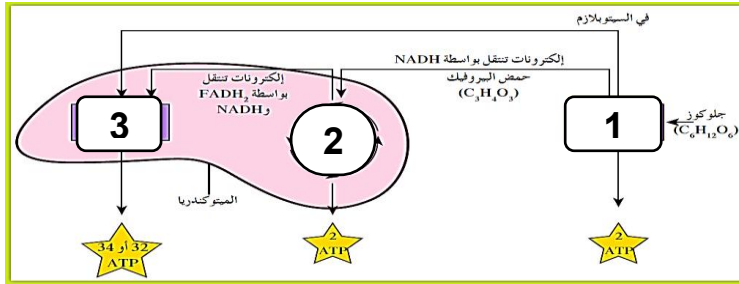 في السيتوبلازم
إلكترونات تنتقل بواسطة NADH
حمض البيروفيك
(C₃H₄O₃)
إلكترونات تنتقل
بواسطة FADH₂
وNADH
جلوكوز
(C₆H₁₂O₆)
1
2
3
الميتوكندريا
2
ATP
2
ATP
32 أو 34
ATP